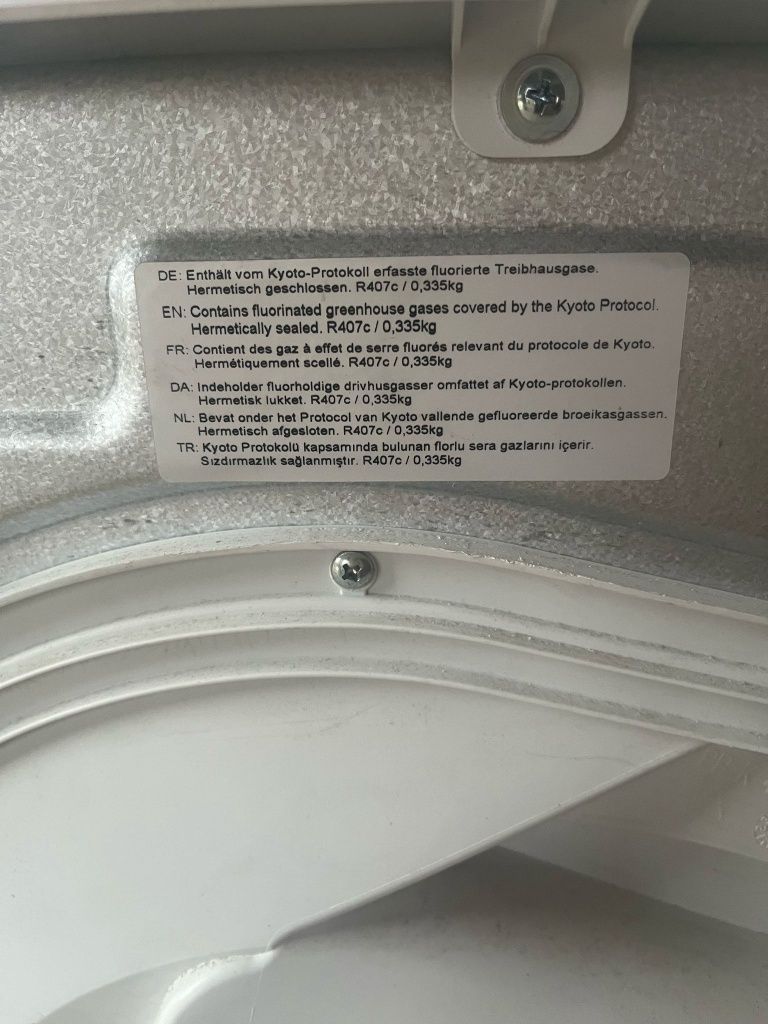 DE: Enthält vom Kyoto-Protokoll erfasste fluorierte Treibhausgase.
Hermetisch geschlossen. R407c / 0,335kg
EN: Contains fluorinated greenhouse gases covered by the Kyoto Protocol.
Hermetically sealed. R407c / 0,335kg
FR: Contient des gaz à effet de serre fluorés relevant du protocole de Kyoto.
Hermétiquement scellé. R407c / 0,335kg
DA: Indeholder fluorholdige drivhusgasser omfattet af Kyoto-protokollen.
Hermetisk lukket. R407c / 0,335kg
NL: Bevat onder het Protocol van Kyoto vallende gefluoreerde broeikasgassen.
Hermetisch afgesloten. R407c / 0,335kg
TR: Kyoto Protokolü kapsamında bulunan florlu sera gazlarını içerir.
Sızdırmazlık sağlanmıştır. R407c / 0,335kg